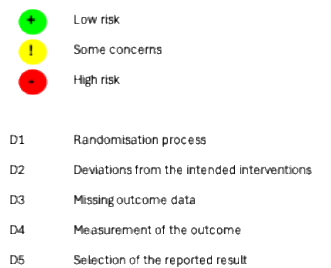 + Low risk
! Some concerns
- High risk
D1 Randomisation process
D2 Deviations from the intended interventions
D3 Missing outcome data
D4 Measurement of the outcome
D5 Selection of the reported result